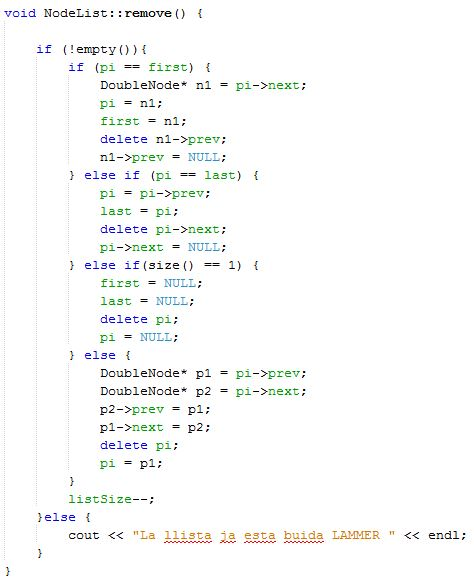 void NodeList::remove() {
if (!empty()){
if (pi == first) {
DoubleNode* n1 = pi->next;
pi = n1;
first = n1;
delete n1->prev;
n1->prev = NULL;
} else if (pi == last) {
pi = pi->prev;
last = pi;
delete pi->next;
pi->next = NULL;
} else if(size() == 1) {
first = NULL;
last = NULL;
delete pi;
pi = NULL;
} else {
DoubleNode* p1 = pi->prev;
DoubleNode* p2 = pi->next;
p2->prev = p1;
p1->next = p2;
delete pi;
pi = p1;
}
listSize--;
}else {
cout << "La llista ja esta buida LAMMER " << endl;
}
}